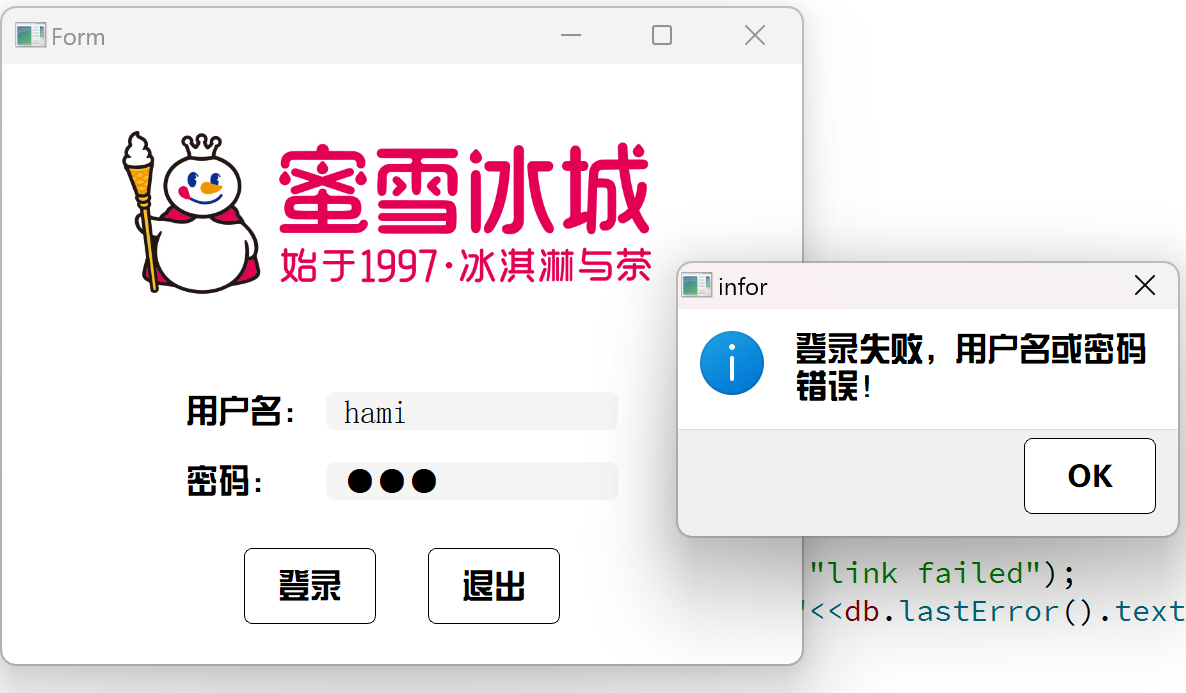 Form
蜜雪冰城
始于1997·冰淇淋与茶
infor
登录失败，用户名或密码
错误！
OK
用户名：
hami
密码：
●●●
登录
退出
"link failed");
<<db.lastError().text